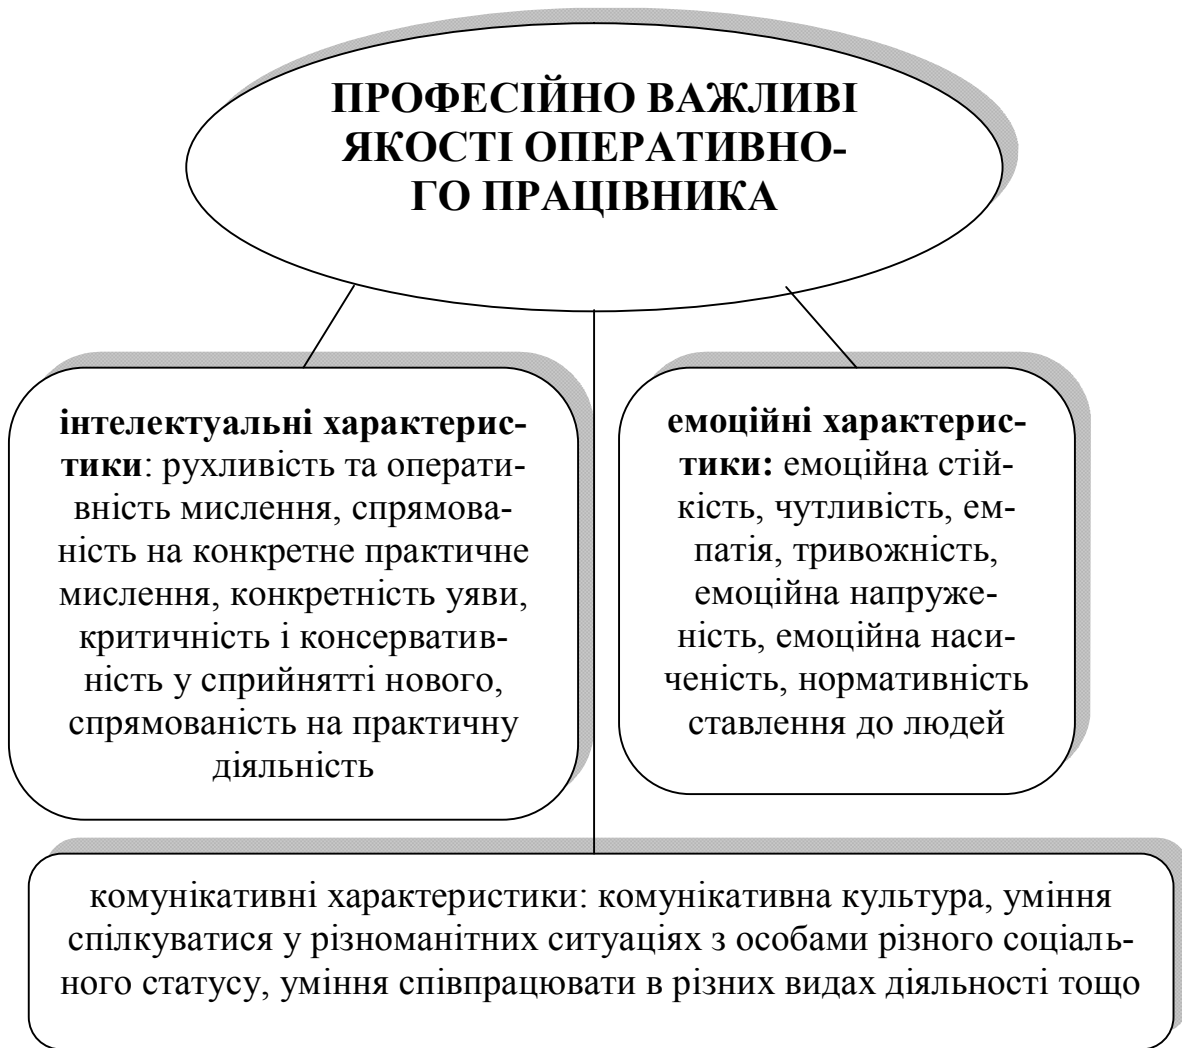 ПРОФЕСІЙНО ВАЖЛИВІ
ЯКОСТІ ОПЕРАТИВНО-
ГО ПРАЦІВНИКА
інтелектуальні характерис-
тики: рухливість та операти-
вність мислення, спрямова-
ність на конкретне практичне
мислення, конкретність уяви,
критичність і консерватив-
ність у сприйнятті нового,
спрямованість на практичну
діяльність
емоційні характерис-
тики: емоційна стій-
кість, чутливість, ем-
патія, тривожність,
емоційна напруже-
ність, емоційна наси-
ченість, нормативність
ставлення до людей
комунікативні характеристики: комунікативна культура, уміння
спілкуватися у різноманітних ситуаціях з особами різного соціаль-
ного статусу, уміння співпрацювати в різних видах діяльності тощо